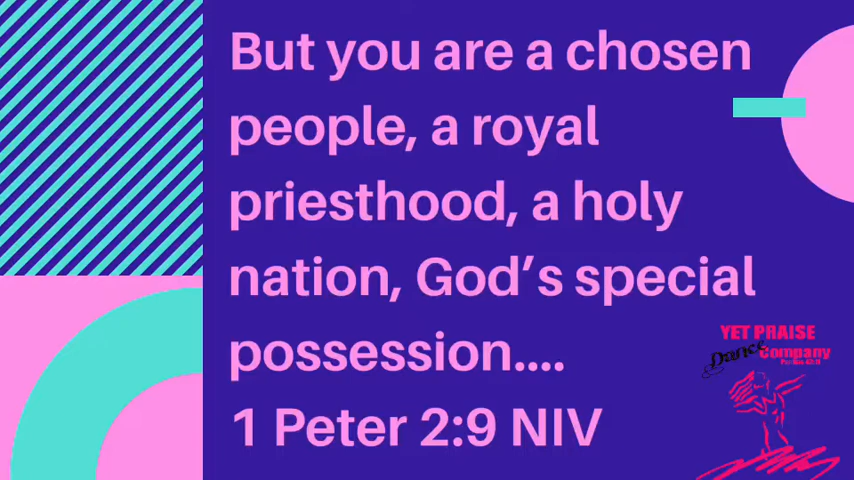 But you are a chosen
people, a royal
priesthood, a holy
nation, God’s special
possession....
1 Peter 2:9 NIV
YET PRAISE
Dance Company